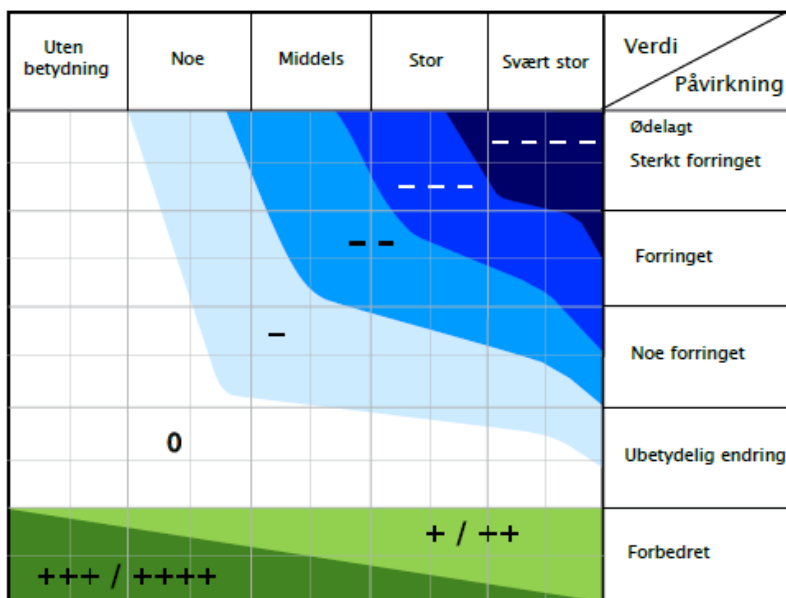 Uten
betydning
Noe
Middels
Stor
Svært stor
Verdi
Påvirkning
Ødelagt
Sterkt forringet
– – – –
– – –
Forringet
– –
Noe forringet
–
Ubetydelig endring
0
Forbedret
+ / ++
+++ / ++++